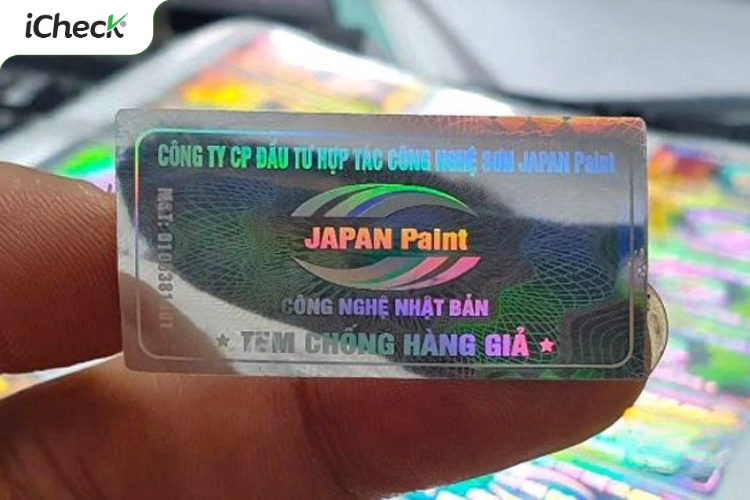 iCheck®
CÔNG TY CP ĐẦU TƯ HỢP TÁC CÔNG NGHỆ SƠN JAPAN Paint
JAPAN Paint
CÔNG NGHỆ NHẬT BẢN
★ TEM CHỐNG HÀNG GIẢ ★
MST: